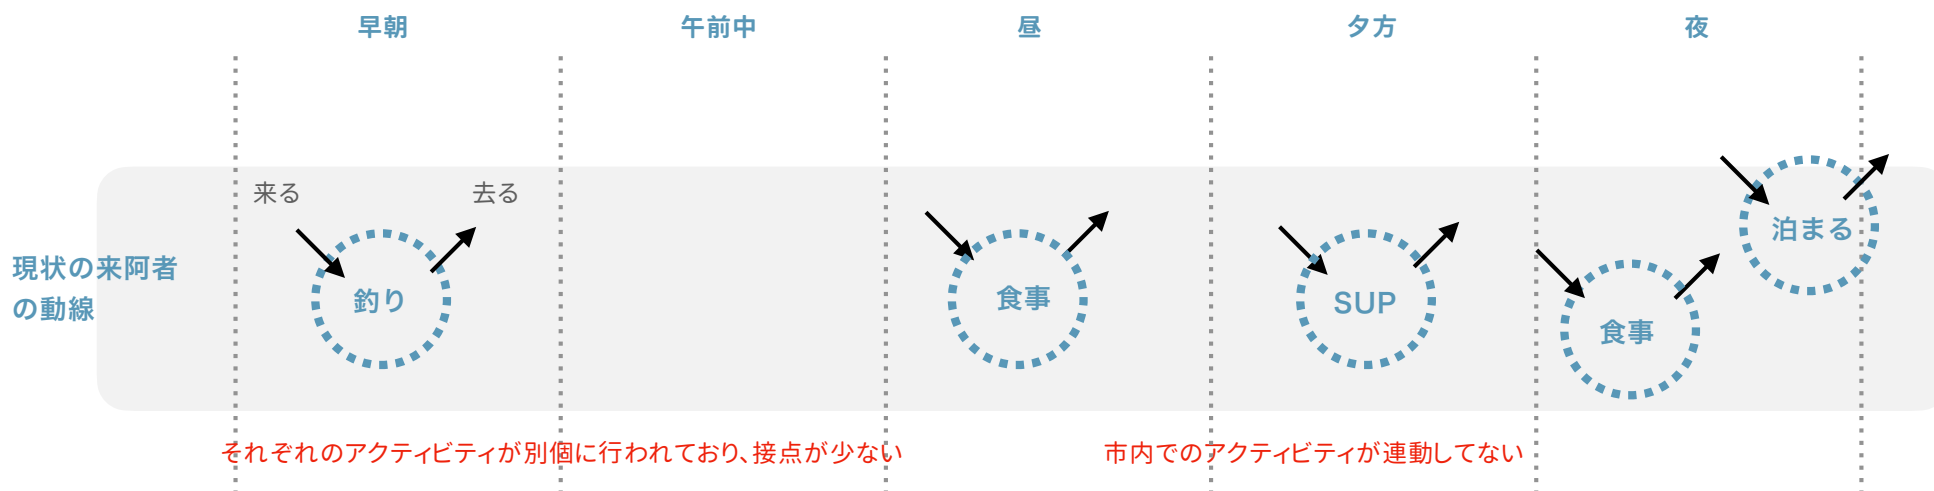 早朝
午前中
昼
夕方
夜
来る
去る
現状の来阿者
の動線
釣り
食事
SUP
食事
泊まる
それぞれのアクティビティが別個に行われており、接点が少ない
市内でのアクティビティが連動してない